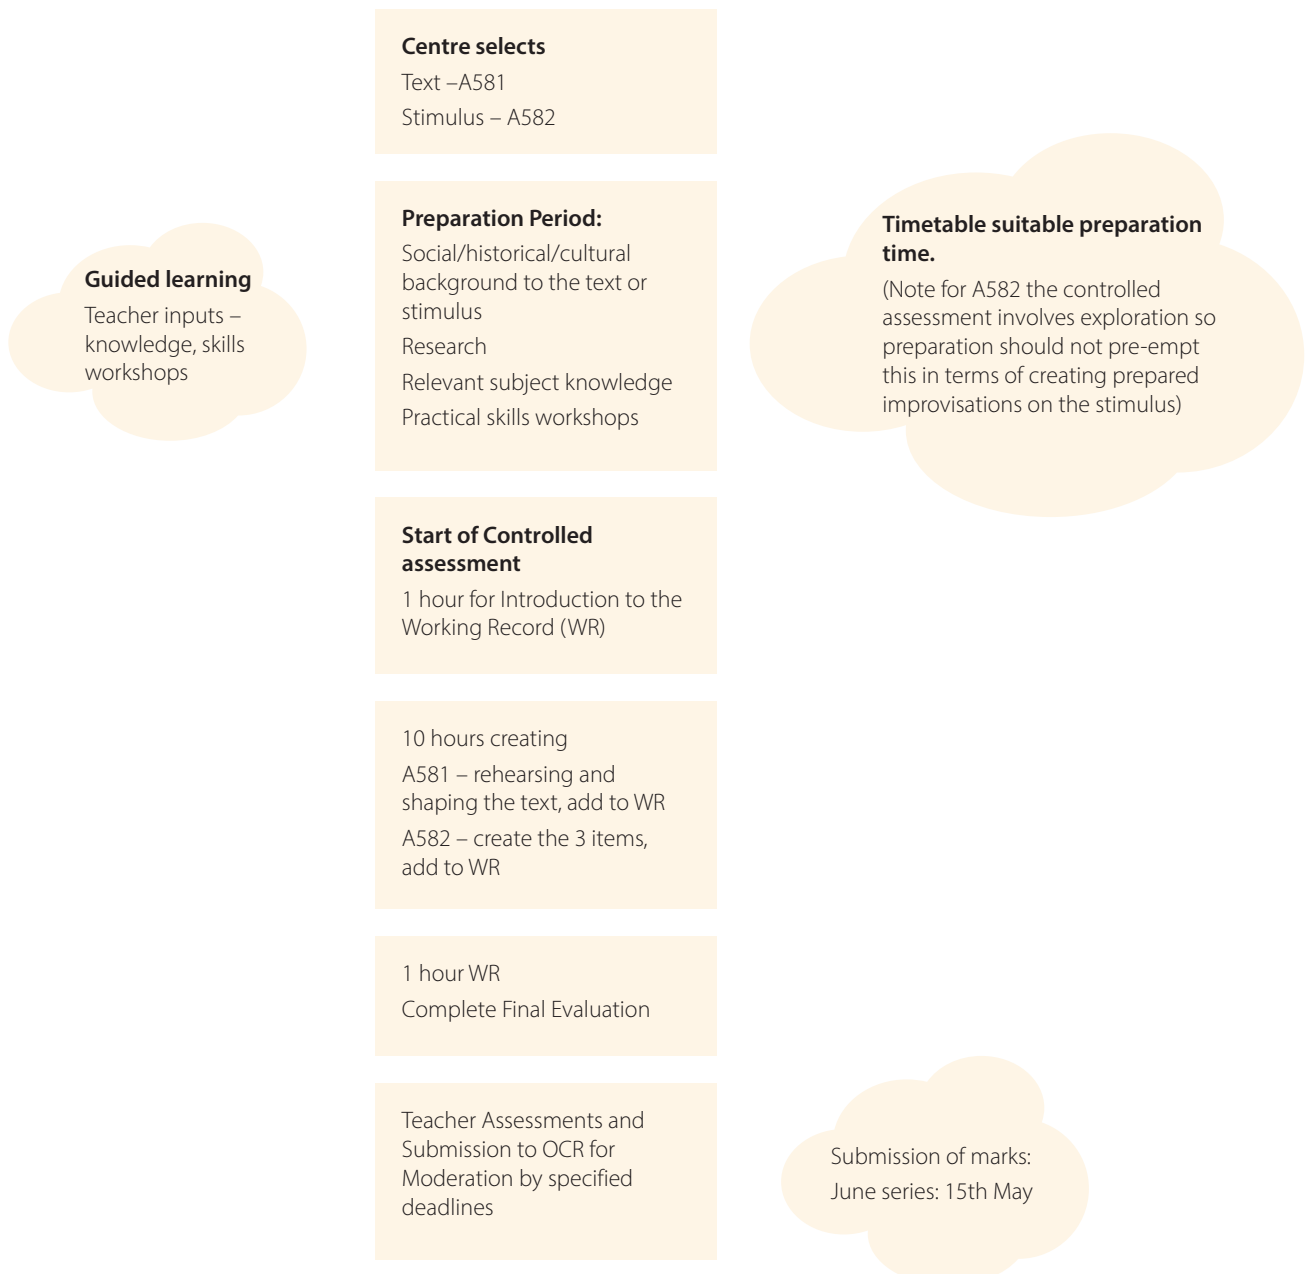 Centre selects
Text –A581
Stimulus – A582
Preparation Period:
Social/historical/cultural
background to the text or
stimulus
Research
Relevant subject knowledge
Practical skills workshops
Guided learning
Teacher inputs –
knowledge, skills
workshops
Timetable suitable preparation
time.
(Note for A582 the controlled
assessment involves exploration so
preparation should not pre-empt
this in terms of creating prepared
improvisations on the stimulus)
Start of Controlled
assessment
1 hour for Introduction to the
Working Record (WR)
10 hours creating
A581 – rehearsing and
shaping the text, add to WR
A582 – create the 3 items,
add to WR
1 hour WR
Complete Final Evaluation
Teacher Assessments and
Submission to OCR for
Moderation by specified
deadlines
Submission of marks:
June series: 15th May